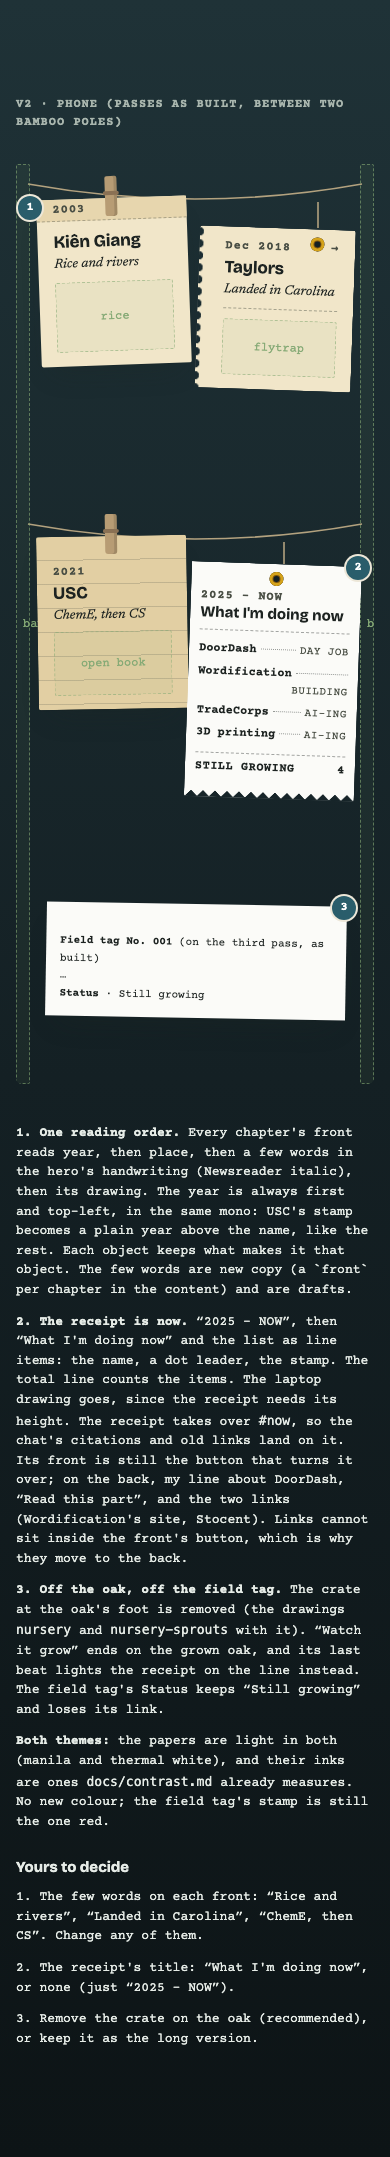 V2 · PHONE (PASSES AS BUILT, BETWEEN TWO
BAMBOO POLES)
1
2003
Kiên Giang
Rice and rivers
rice
Dec 2018 →
Taylors
Landed in Carolina
flytrap
2021
USC
ChemE, then CS
open book
ba
b
2
2025 - NOW
What I'm doing now
DoorDash DAY JOB
Wordification
BUILDING
TradeCorps AI-ING
3D printing AI-ING
STILL GROWING 4
3
Field tag No. 001 (on the third pass, as
built)
…
Status · Still growing
1. One reading order. Every chapter's front
reads year, then place, then a few words in
the hero's handwriting (Newsreader italic),
then its drawing. The year is always first
and top-left, in the same mono: USC's stamp
becomes a plain year above the name, like the
rest. Each object keeps what makes it that
object. The few words are new copy (a `front`
per chapter in the content) and are drafts.
2. The receipt is now. “2025 - NOW”, then
“What I'm doing now” and the list as line
items: the name, a dot leader, the stamp. The
total line counts the items. The laptop
drawing goes, since the receipt needs its
height. The receipt takes over #now, so the
chat's citations and old links land on it.
Its front is still the button that turns it
over; on the back, my line about DoorDash,
“Read this part”, and the two links
(Wordification's site, Stocent). Links cannot
sit inside the front's button, which is why
they move to the back.
3. Off the oak, off the field tag. The crate
at the oak's foot is removed (the drawings
nursery and nursery-sprouts with it). “Watch
it grow” ends on the grown oak, and its last
beat lights the receipt on the line instead.
The field tag's Status keeps “Still growing”
and loses its link.
Both themes: the papers are light in both
(manila and thermal white), and their inks
are ones docs/contrast.md already measures.
No new colour; the field tag's stamp is still
the one red.
Yours to decide
1. The few words on each front: “Rice and
rivers”, “Landed in Carolina”, “ChemE, then
CS”. Change any of them.
2. The receipt's title: “What I'm doing now”,
or none (just “2025 - NOW”).
3. Remove the crate on the oak (recommended),
or keep it as the long version.